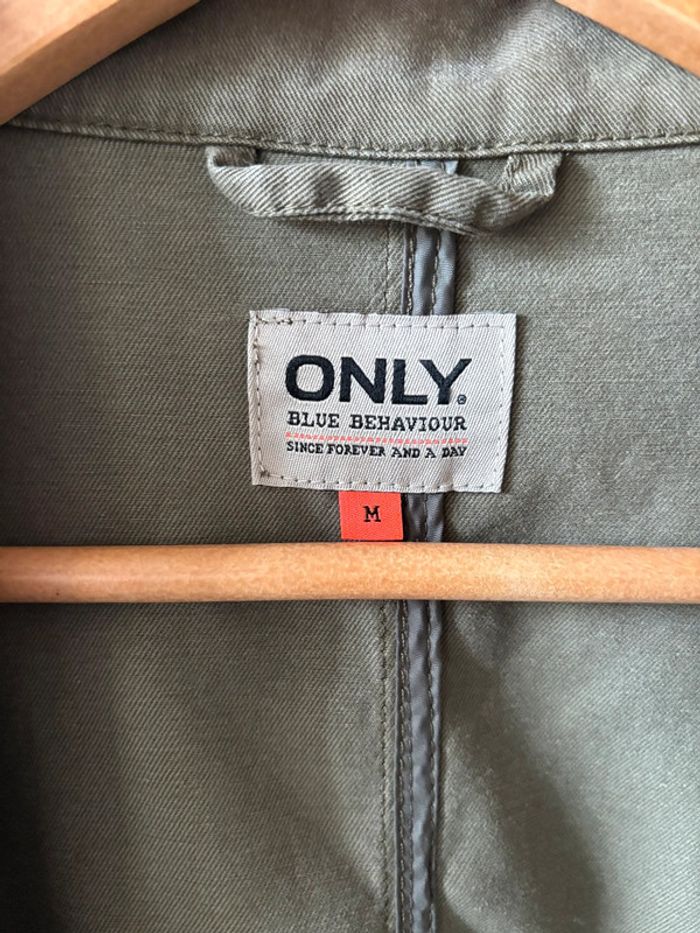 ONLY®
BLUE BEHAVIOUR
SINCE FOREVER AND A DAY
M